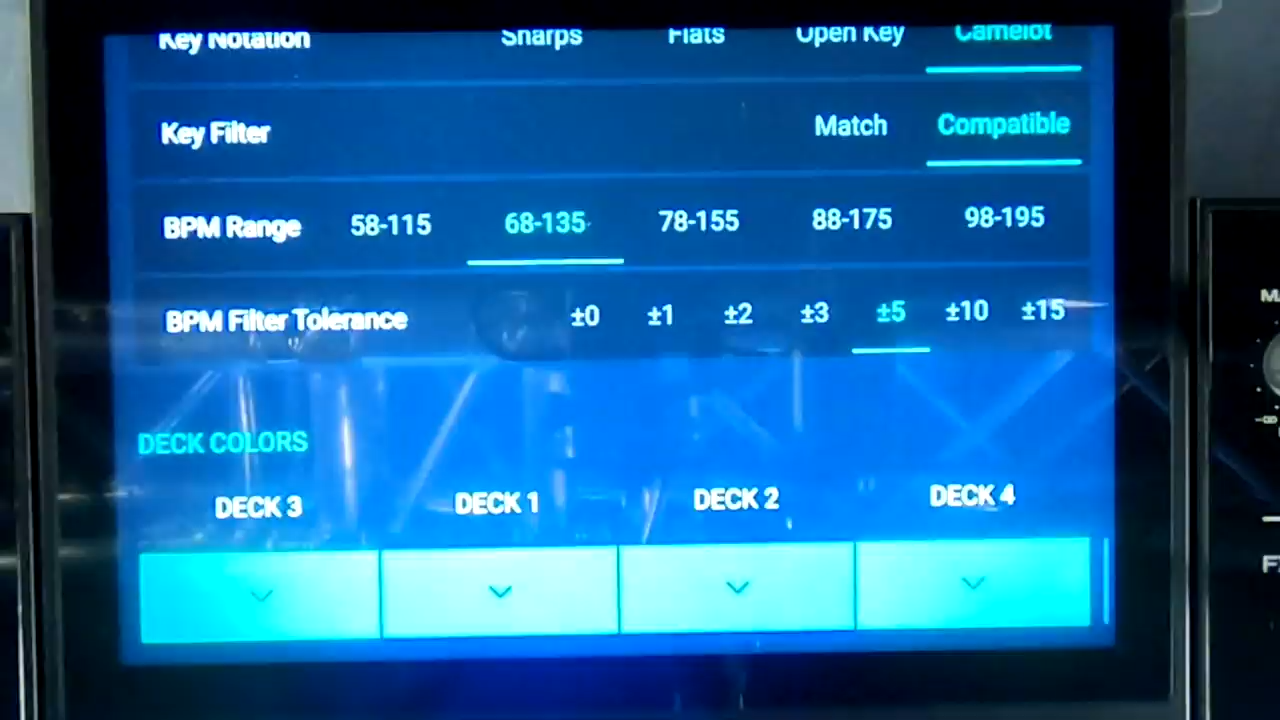 Key Notation Sharps Flats Open Key Camelot
Key Filter Match Compatible
BPM Range 58-115 68-135 78-155 88-175 98-195
BPM Filter Tolerance ±0 ±1 ±2 ±3 ±5 ±10 ±15
DECK COLORS
DECK 3 DECK 1 DECK 2 DECK 4